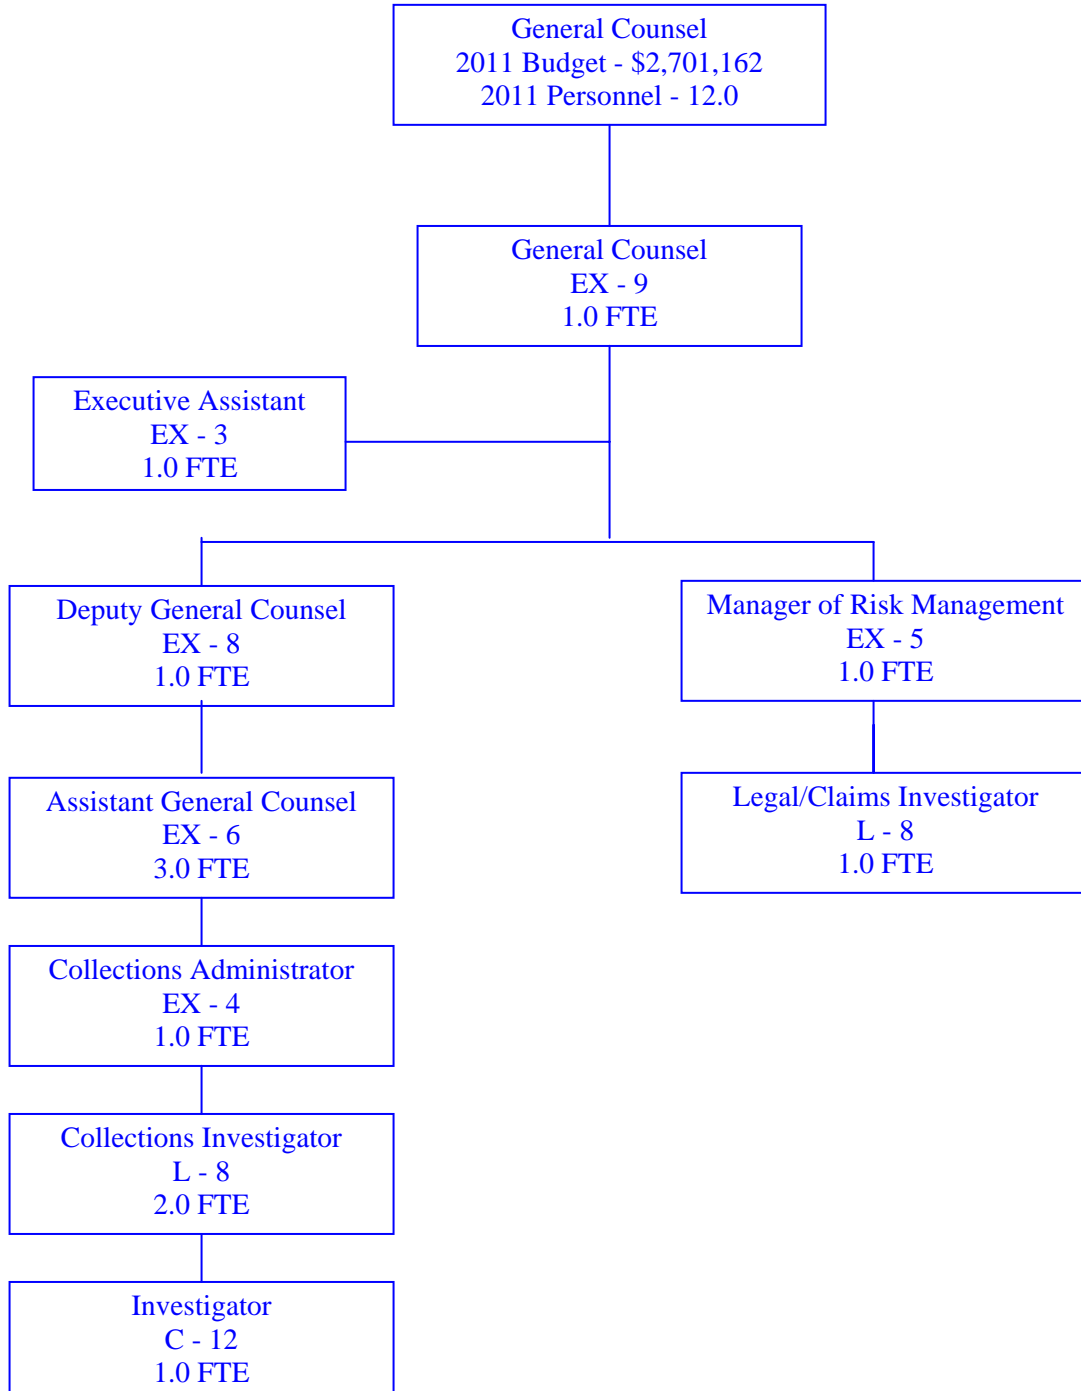 General Counsel
2011 Budget - $2,701,162
2011 Personnel - 12.0
General Counsel
EX - 9
1.0 FTE
Executive Assistant
EX - 3
1.0 FTE
Deputy General Counsel
EX - 8
1.0 FTE
Manager of Risk Management
EX - 5
1.0 FTE
Assistant General Counsel
EX - 6
3.0 FTE
Legal/Claims Investigator
L - 8
1.0 FTE
Collections Administrator
EX - 4
1.0 FTE
Collections Investigator
L - 8
2.0 FTE
Investigator
C - 12
1.0 FTE